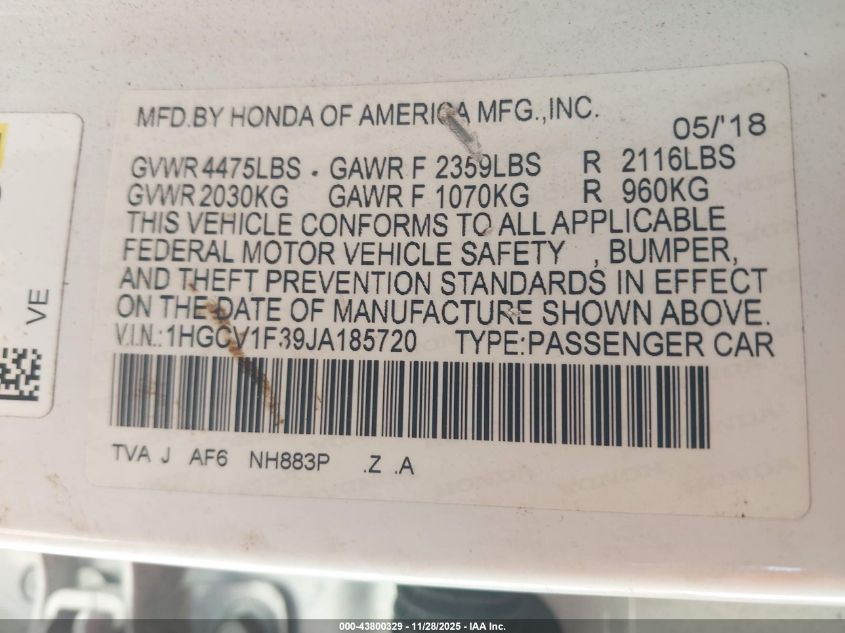 MFD.BY HONDA OF AMERICA MFG.,INC.
05/'18
GVWR 4475LBS . GAWR F 2359LBS R 2116LBS
GVWR 2030KG GAWR F 1070KG R 960KG
THIS VEHICLE CONFORMS TO ALL APPLICABLE
FEDERAL MOTOR VEHICLE SAFETY , BUMPER,
AND THEFT PREVENTION STANDARDS IN EFFECT
ON THE DATE OF MANUFACTURE SHOWN ABOVE.
V.I.N.:1HGCV1F39JA185720 TYPE:PASSENGER CAR
TVA J AF6 NH883P .Z .A
VE
000-43800329 - 11/28/2025 - IAA Inc.